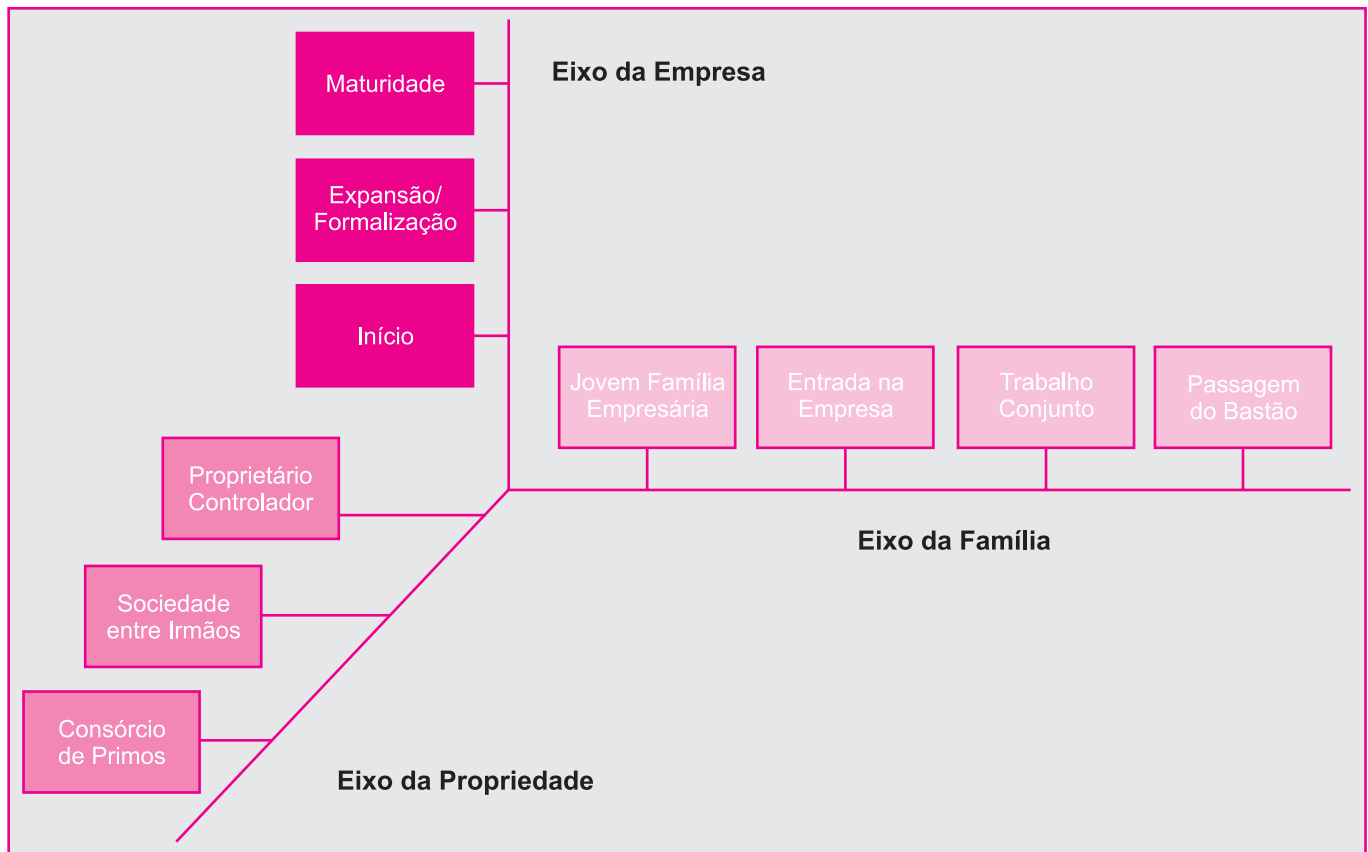 Maturidade
Eixo da Empresa
Expansão/
Formalização
Início
Jovem Família
Empresária
Entrada na
Empresa
Trabalho
Conjunto
Passagem
do Bastão
Proprietário
Controlador
Eixo da Família
Sociedade
entre Irmãos
Consórcio
de Primos
Eixo da Propriedade